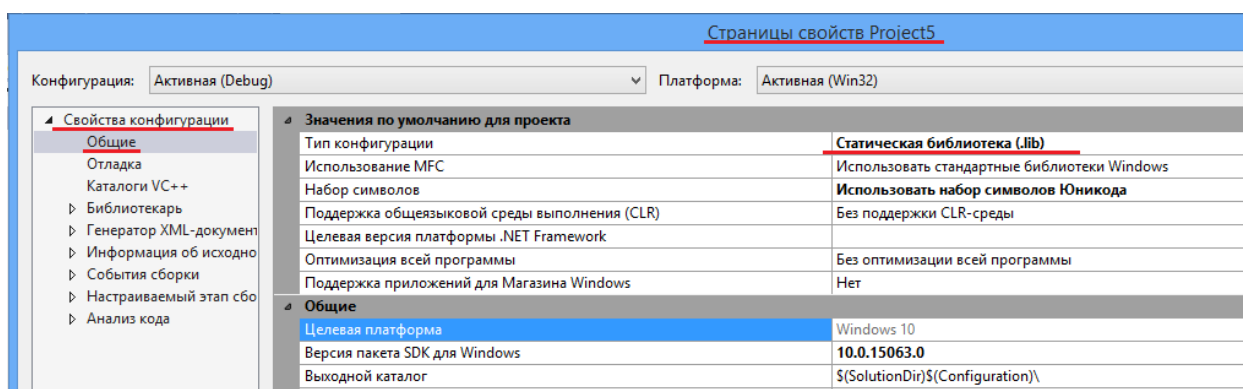 Страницы свойств Project5
Конфигурация: Активная (Debug) Платформа: Активная (Win32)
Свойства конфигурации
Общие
Отладка
Каталоги VC++
Библиотекарь
Генератор XML-документ
Информация об исходно
События сборки
Настраиваемый этап сбо
Анализ кода
Значения по умолчанию для проекта
Тип конфигурации Статическая библиотека (.lib)
Использование MFC Использовать стандартные библиотеки Windows
Набор символов Использовать набор символов Юникода
Поддержка общеязыковой среды выполнения (CLR) Без поддержки CLR-среды
Целевая версия платформы .NET Framework
Оптимизация всей программы Без оптимизации всей программы
Поддержка приложений для Магазина Windows Нет
Общие
Целевая платформа Windows 10
Версия пакета SDK для Windows 10.0.15063.0
Выходной каталог $(SolutionDir)$(Configuration)\